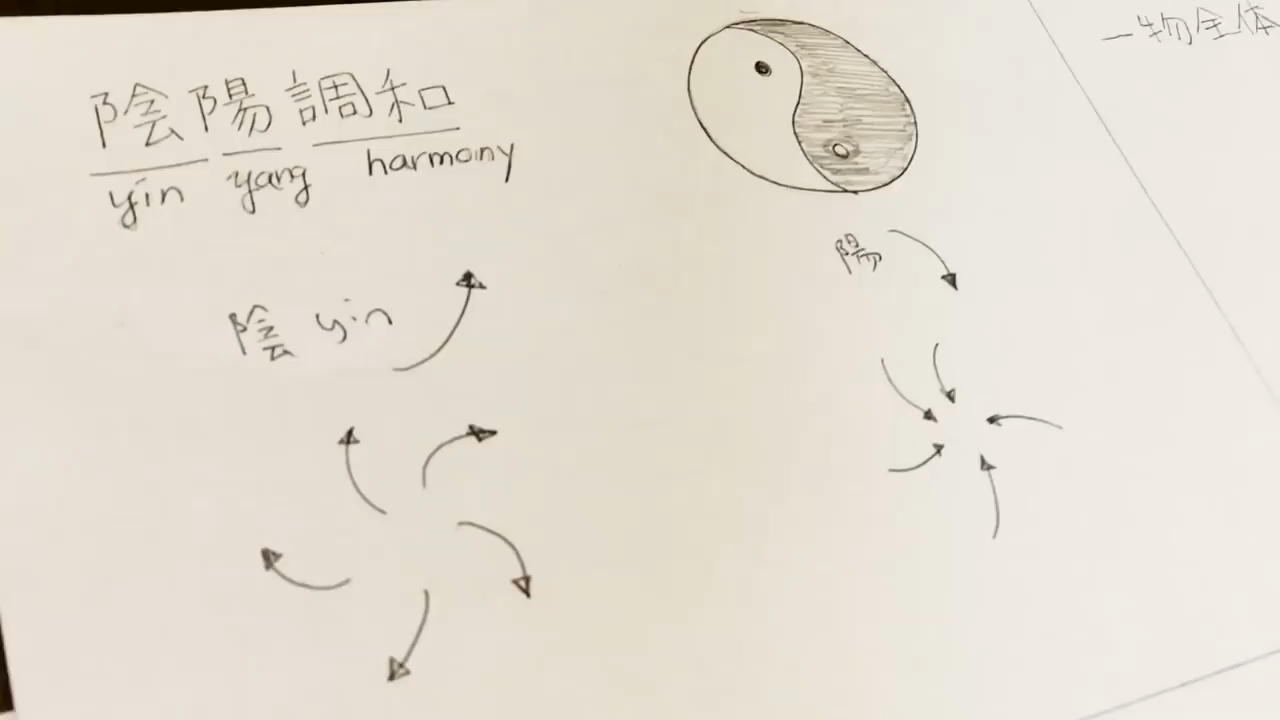 陰陽調和
yin yang harmony
陰 yin
陽
一物全体